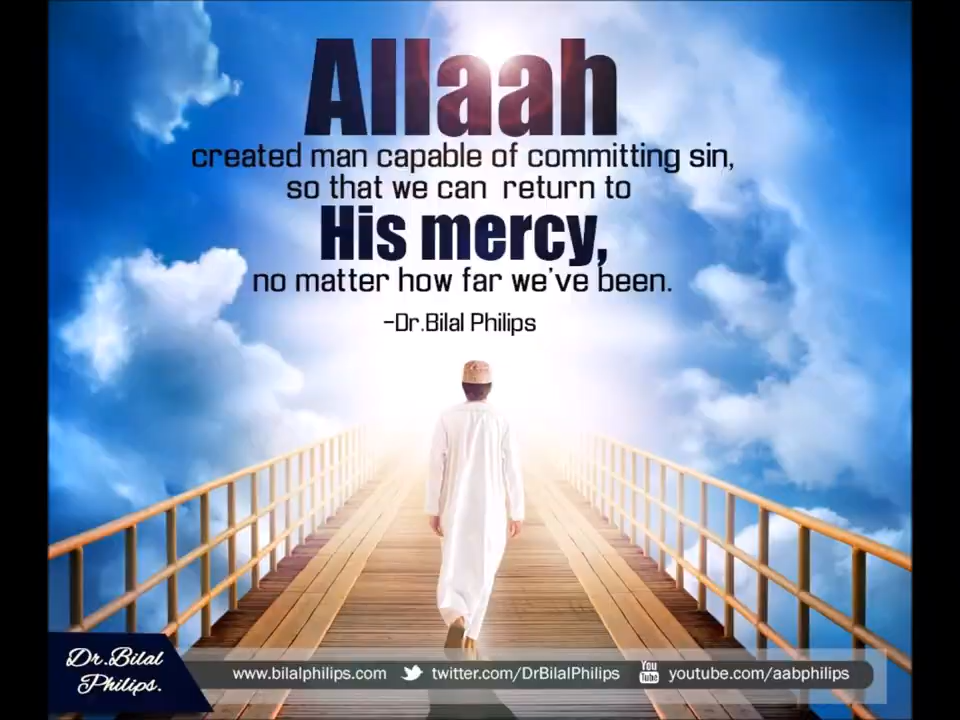 Allaah
created man capable of committing sin,
so that we can return to
His mercy,
no matter how far we've been.
-Dr.Bilal Philips
Dr.Bilal
Philips.
www.bilalphilips.com twitter.com/DrBilalPhilips You Tube youtube.com/aabphilips